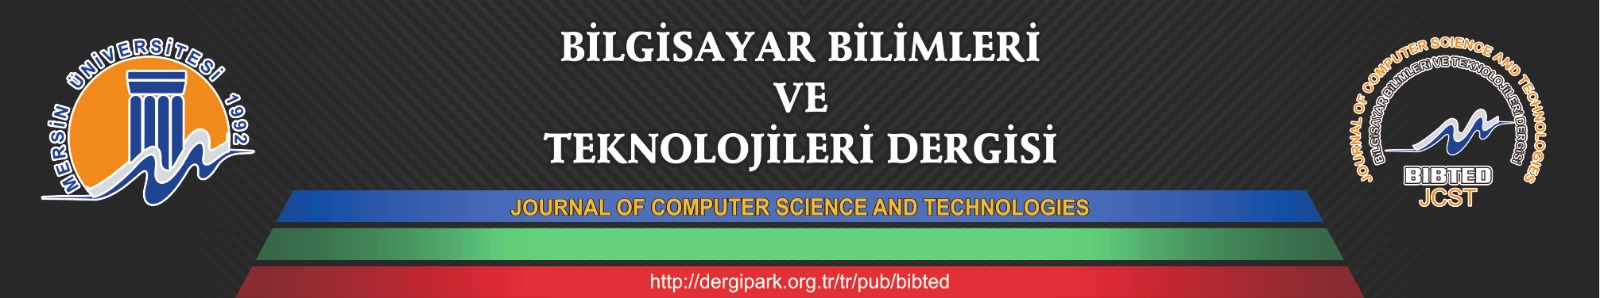 MERSİN ÜNİVERSİTESİ 1992
BİLGİSAYAR BİLİMLERİ
VE
TEKNOLOJİLERİ DERGİSİ
JOURNAL OF COMPUTER SCIENCE AND TECHNOLOGIES
http://dergipark.org.tr/tr/pub/bibted
JOURNAL OF COMPUTER SCIENCE AND TECHNOLOGIES
BİLGİSAYAR BİLİMLERİ VE TEKNOLOJİLERİ DERGİSİ
BIBTED
JCST